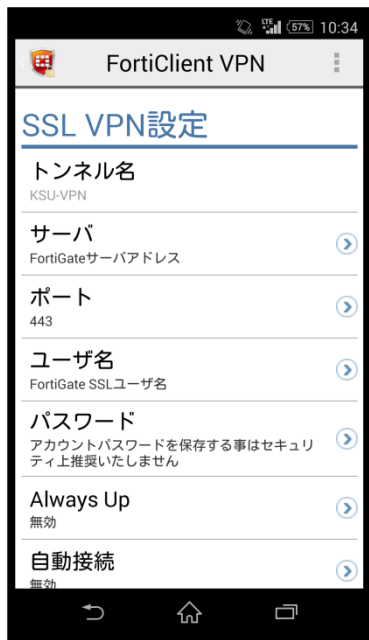 LTE 57% 10:34
FortiClient VPN
SSL VPN設定
トンネル名
KSU-VPN
サーバ
FortiGateサーバアドレス
ポート
443
ユーザ名
FortiGate SSLユーザ名
パスワード
アカウントパスワードを保存する事はセキュリ
ティ上推奨いたしません
Always Up
無効
自動接続
無効